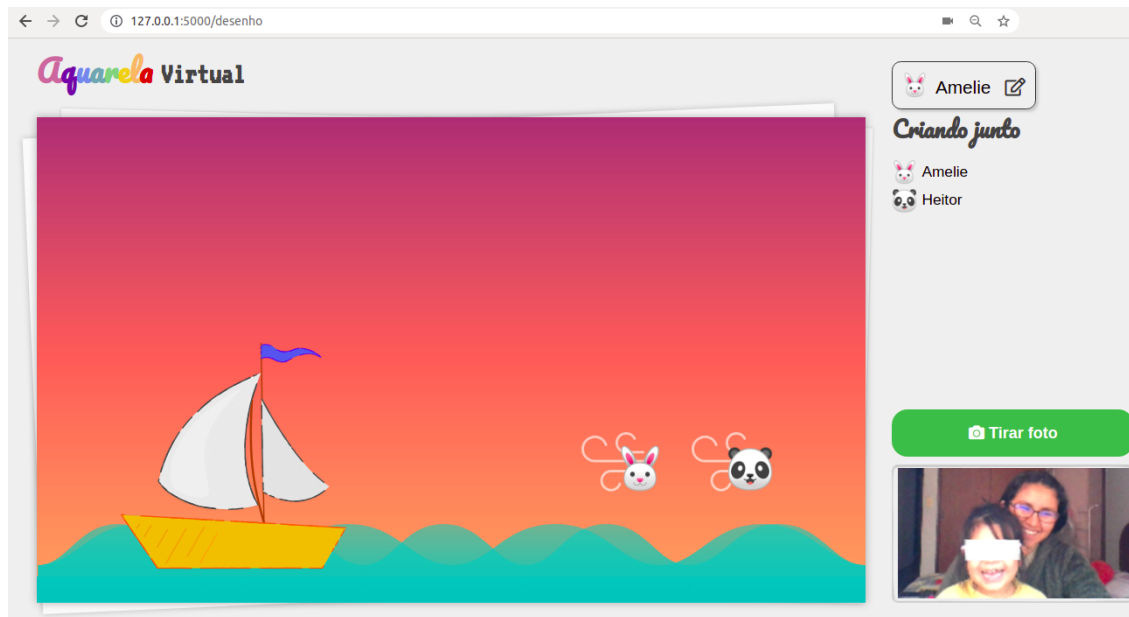 127.0.0.1:5000/desenho
Aquarela Virtual
Amelie
Criando junto
Amelie
Heitor
Tirar foto